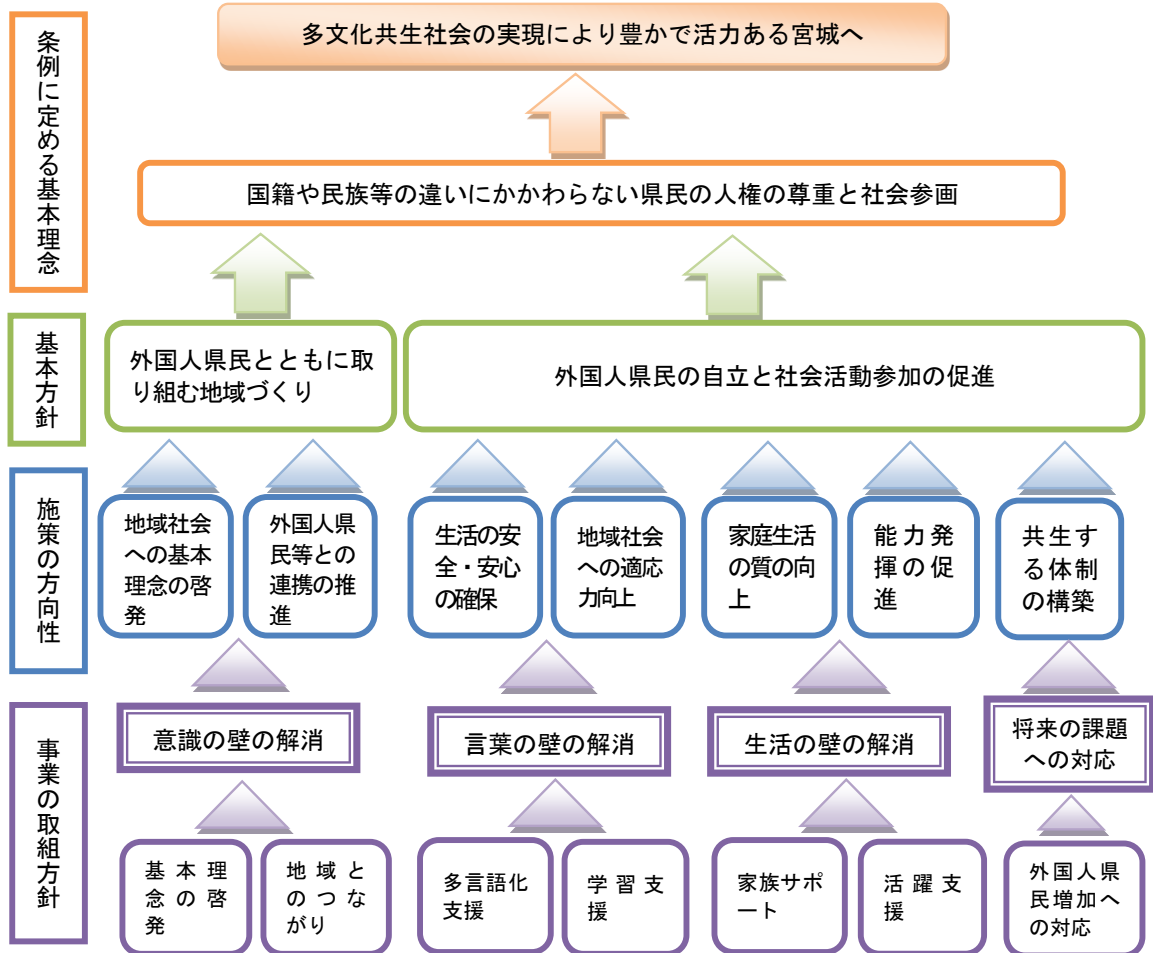 条例に定める基本理念
多文化共生社会の実現により豊かで活力ある宮城へ
国籍や民族等の違いにかかわらない県民の人権の尊重と社会参画
基本方針
外国人県民とともに取
り組む地域づくり
外国人県民の自立と社会活動参加の促進
施策の方向性
地域社会
への基本
理念の啓
発
外国人県
民等との
連携の推
進
生活の安
全・安心
の確保
地域社会
への適応
力向上
家庭生活
の質の向
上
能力発
揮の促
進
共生す
る体制
の構築
事業の取組方針
意識の壁の解消
言葉の壁の解消
生活の壁の解消
将来の課題
への対応
基本理
念の啓
発
地域と
のつな
がり
多言語化
支援
学習支
援
家族サポ
ート
活躍支
援
外国人県
民増加へ
の対応